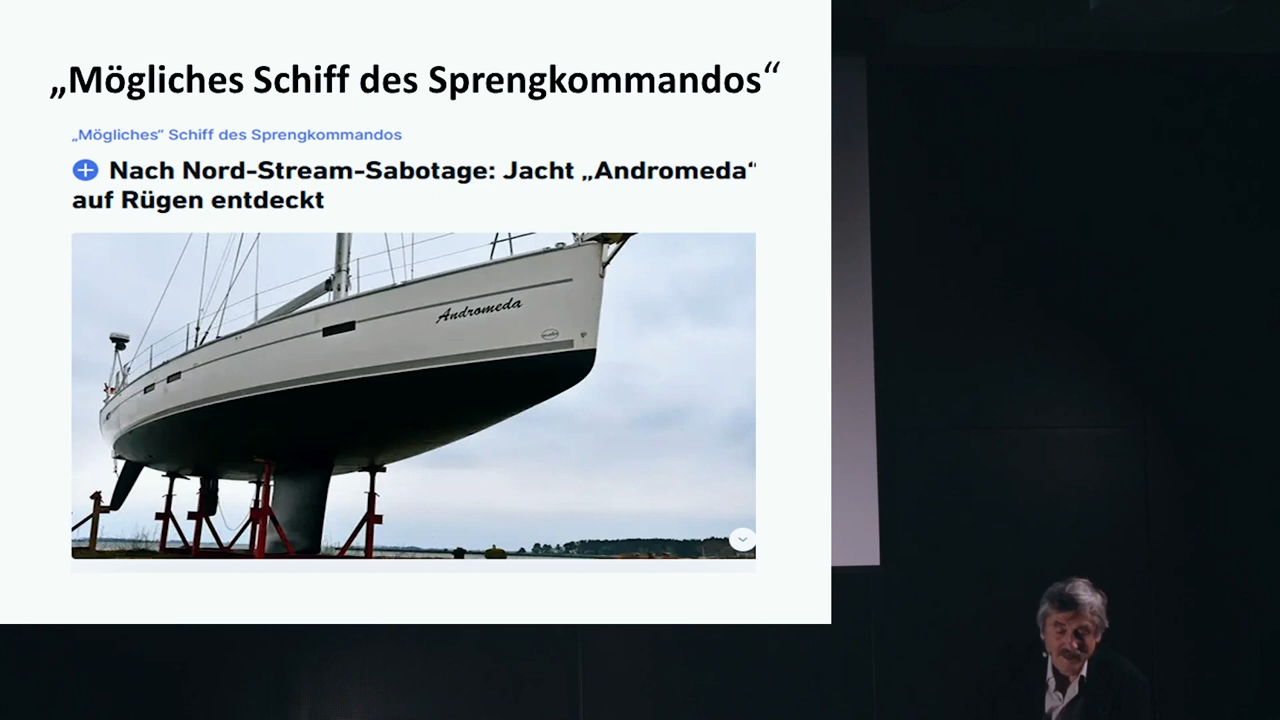 „Mögliches Schiff des Sprengkommandos“
„Mögliches“ Schiff des Sprengkommandos
Nach Nord-Stream-Sabotage: Jacht „Andromeda“
auf Rügen entdeckt
Andromeda